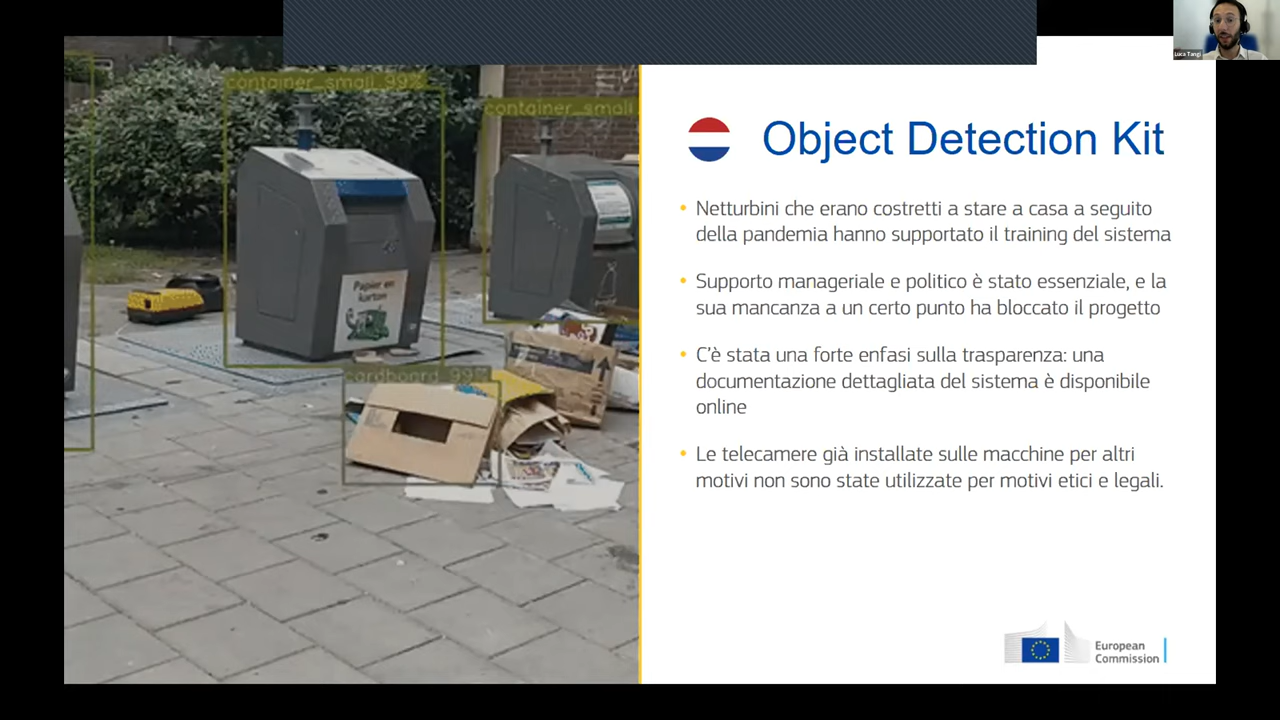 Luca Tangi
container_small 99%
container_small
Papier en
karton
cardboard 99%
Object Detection Kit
• Netturbini che erano costretti a stare a casa a seguito
della pandemia hanno supportato il training del sistema
• Supporto manageriale e politico è stato essenziale, e la
sua mancanza a un certo punto ha bloccato il progetto
• C'è stata una forte enfasi sulla trasparenza: una
documentazione dettagliata del sistema è disponibile
online
• Le telecamere già installate sulle macchine per altri
motivi non sono state utilizzate per motivi etici e legali.
European
Commission